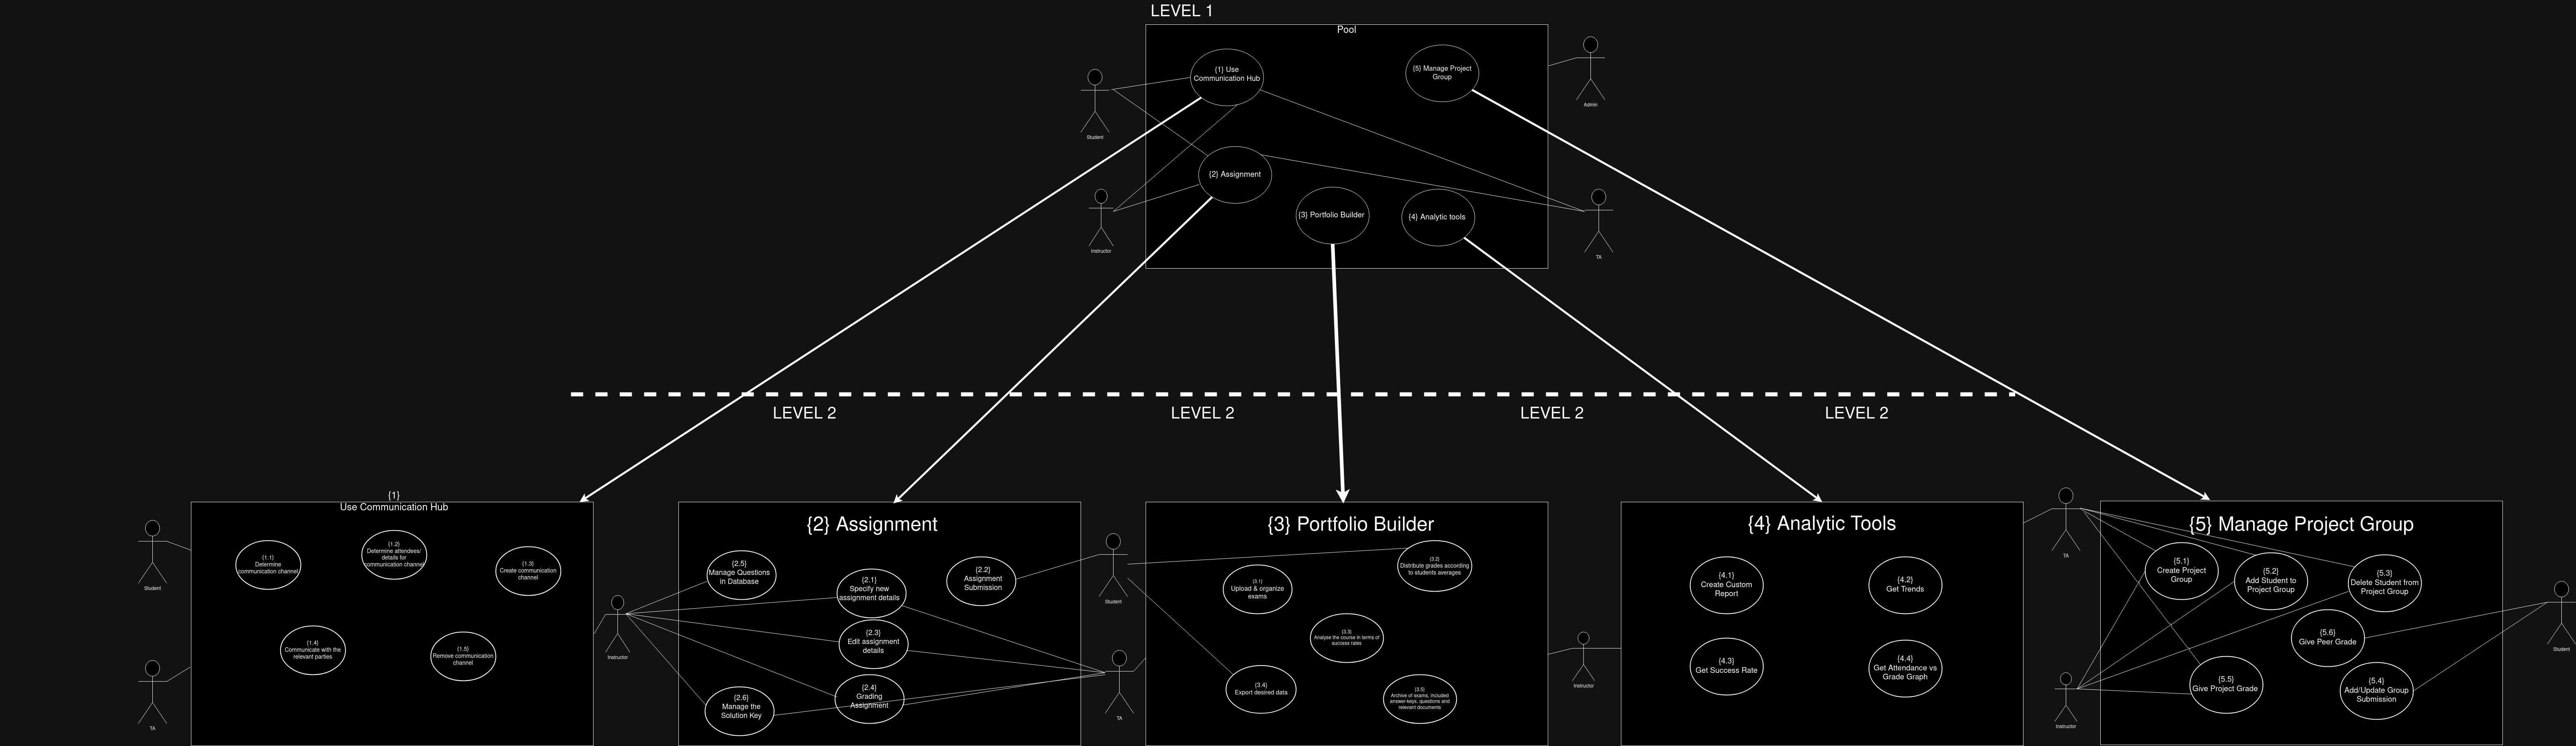 LEVEL 1
Pool
{1} Use
Communication Hub
{5} Manage Project
Group
Student
Admin
{2} Assignment
{3} Portfolio Builder
{4} Analytic tools
Instructor
TA
LEVEL 2
LEVEL 2
LEVEL 2
LEVEL 2
{1}
Use Communication Hub
{1.1}
Determine
communication channel
{1.2}
Determine attendees/
details for
communication channel
{1.3}
Create communication
channel
{1.4}
Communicate with the
relevant parties
{1.5}
Remove communication
channel
Student
TA
Instructor
{2} Assignment
{2.5}
Manage Questions
in Database
{2.1}
Specify new
assignment details
{2.2}
Assignment
Submission
{2.3}
Edit assignment
details
{2.6}
Manage the
Solution Key
{2.4}
Grading
Assignment
Student
TA
{3} Portfolio Builder
{3.1}
Upload & organize
exams
{3.2}
Distribute grades according
to students averages
{3.3}
Analyse the course in terms of
success rates
{3.4}
Export desired data
{3.5}
Archive of exams, included
answer-keys, questions and
relevant documents
Instructor
{4} Analytic Tools
{4.1}
Create Custom
Report
{4.2}
Get Trends
{4.3}
Get Success Rate
{4.4}
Get Attendance vs
Grade Graph
TA
Instructor
{5} Manage Project Group
{5.1}
Create Project
Group
{5.2}
Add Student to
Project Group
{5.3}
Delete Student from
Project Group
{5.6}
Give Peer Grade
{5.5}
Give Project Grade
{5.4}
Add/Update Group
Submission
Student